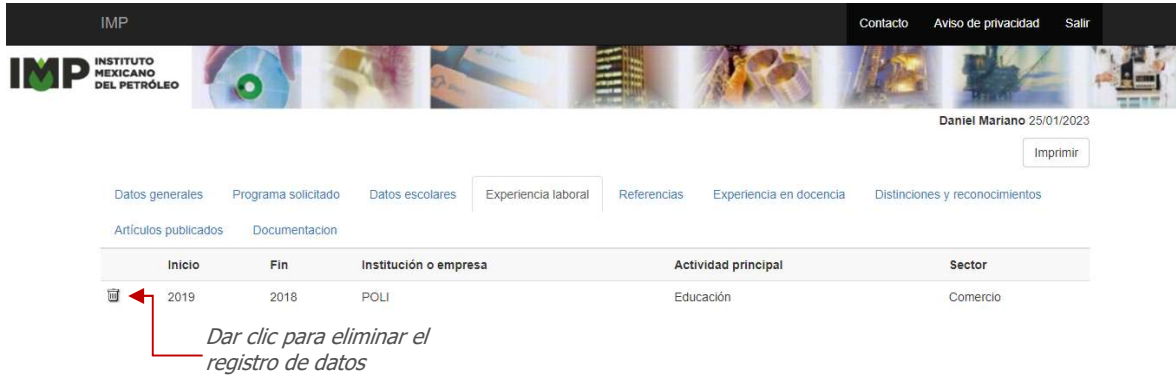 IMP
Contacto Aviso de privacidad Salir
IMP INSTITUTO
MEXICANO
DEL PETRÓLEO
Daniel Mariano 25/01/2023
Imprimir
Datos generales Programa solicitado Datos escolares Experiencia laboral Referencias Experiencia en docencia Distinciones y reconocimientos
Artículos publicados Documentacion
Inicio Fin Institución o empresa Actividad principal Sector
2019 2018 POLI Educación Comercio
Dar clic para eliminar el
registro de datos